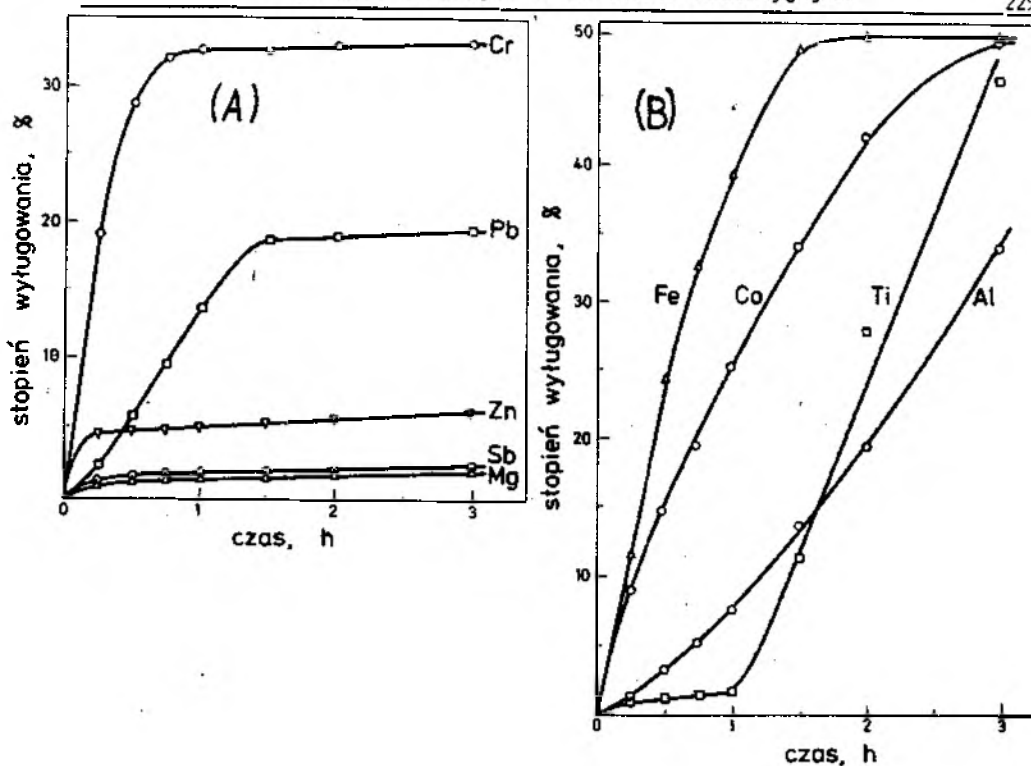 (A)
stopień wyługowania, %
30
20
10
0
1
2
3
czas, h
Cr
Pb
Zn
Sb
Mg
(B)
stopień wyługowania, %
50
40
30
20
10
0
1
2
3
czas, h
Fe
Co
Ti
Al